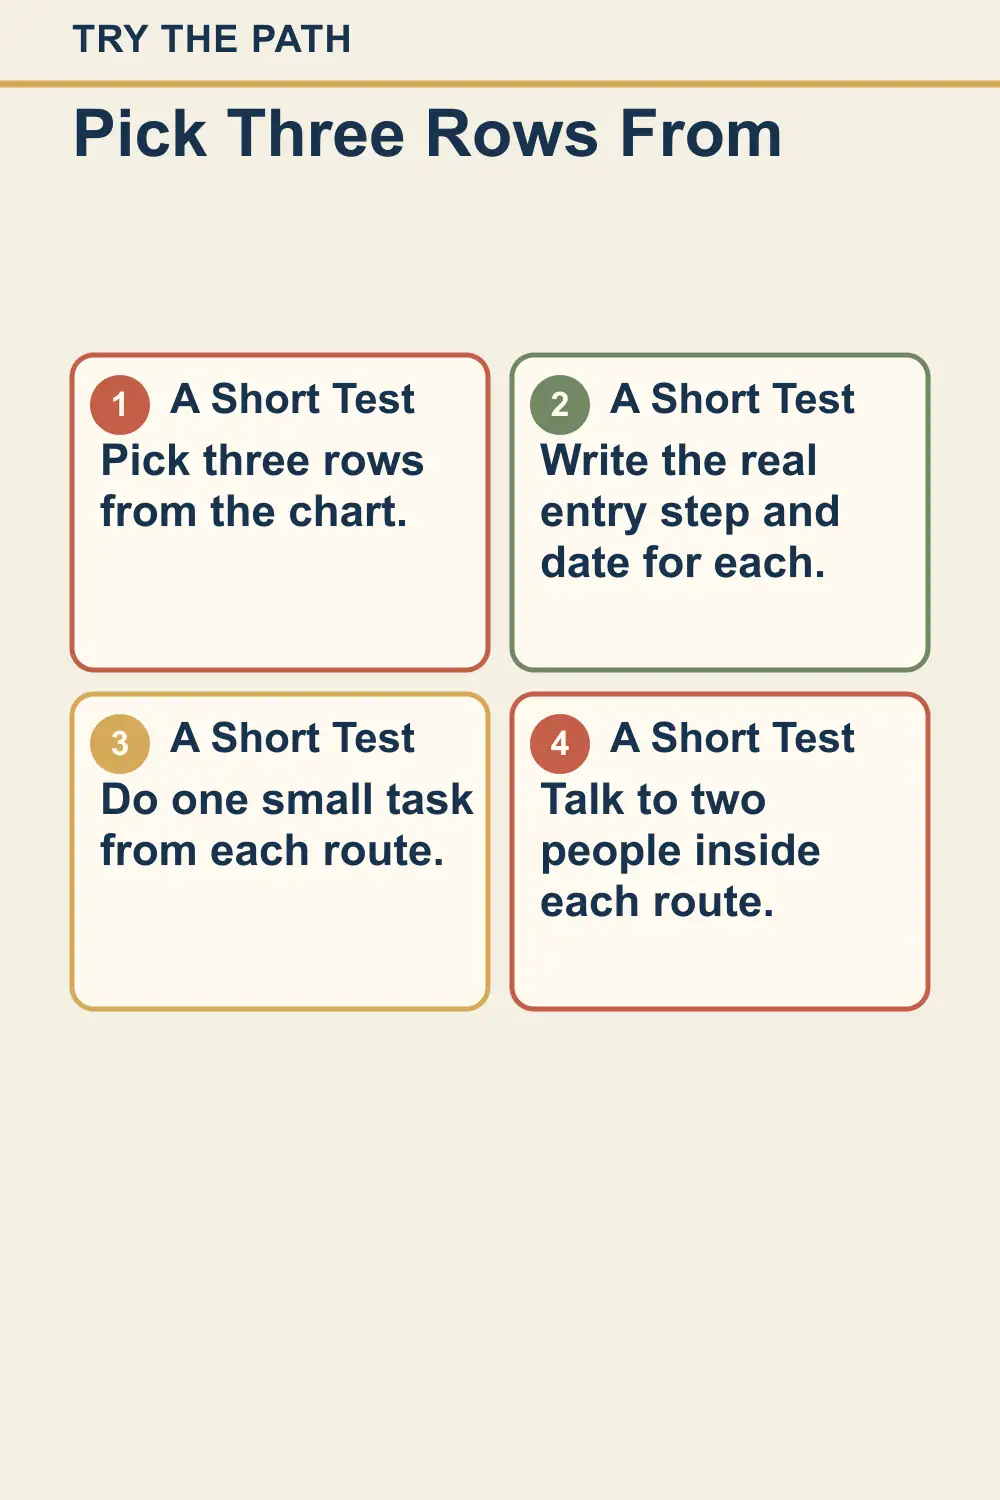 TRY THE PATH
Pick Three Rows From
1 A Short Test
Pick three rows
from the chart.
2 A Short Test
Write the real
entry step and
date for each.
3 A Short Test
Do one small task
from each route.
4 A Short Test
Talk to two
people inside
each route.